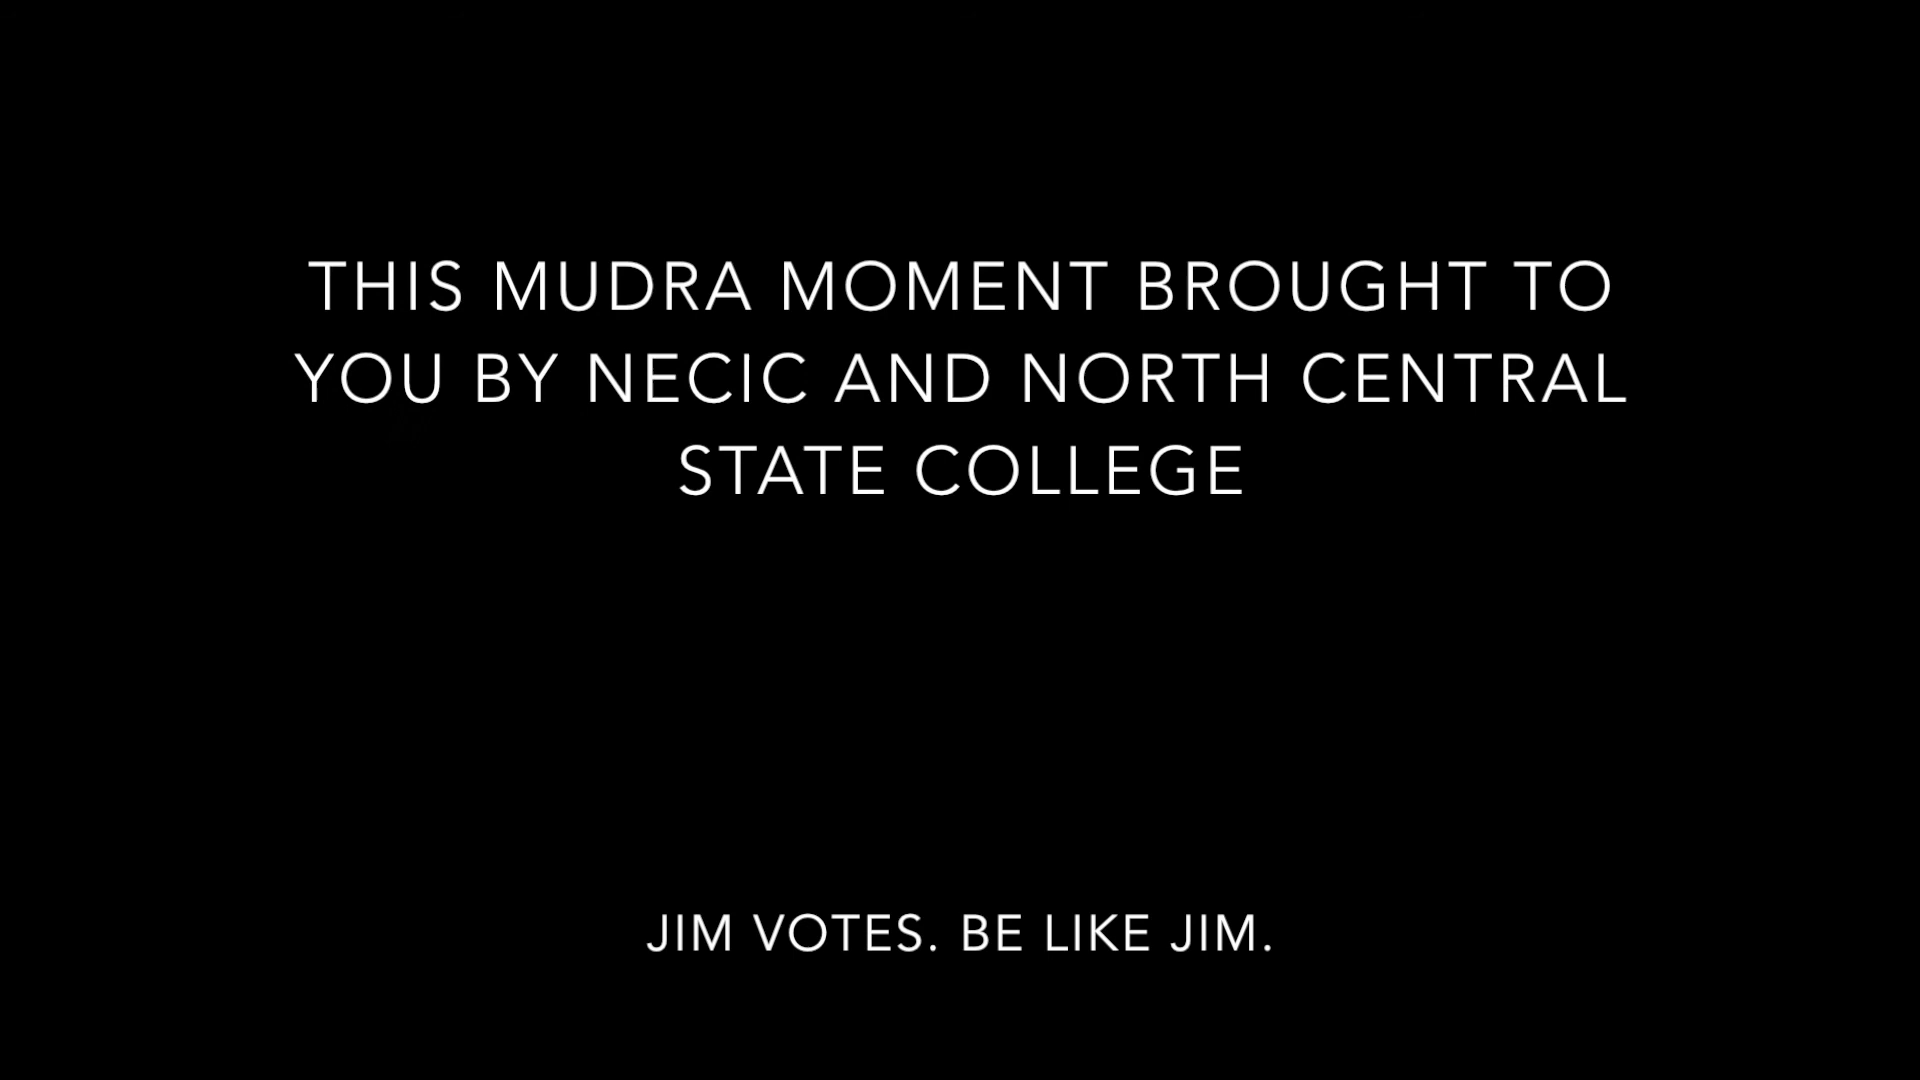 THIS MUDRA MOMENT BROUGHT TO
YOU BY NECIC AND NORTH CENTRAL
STATE COLLEGE
JIM VOTES. BE LIKE JIM.